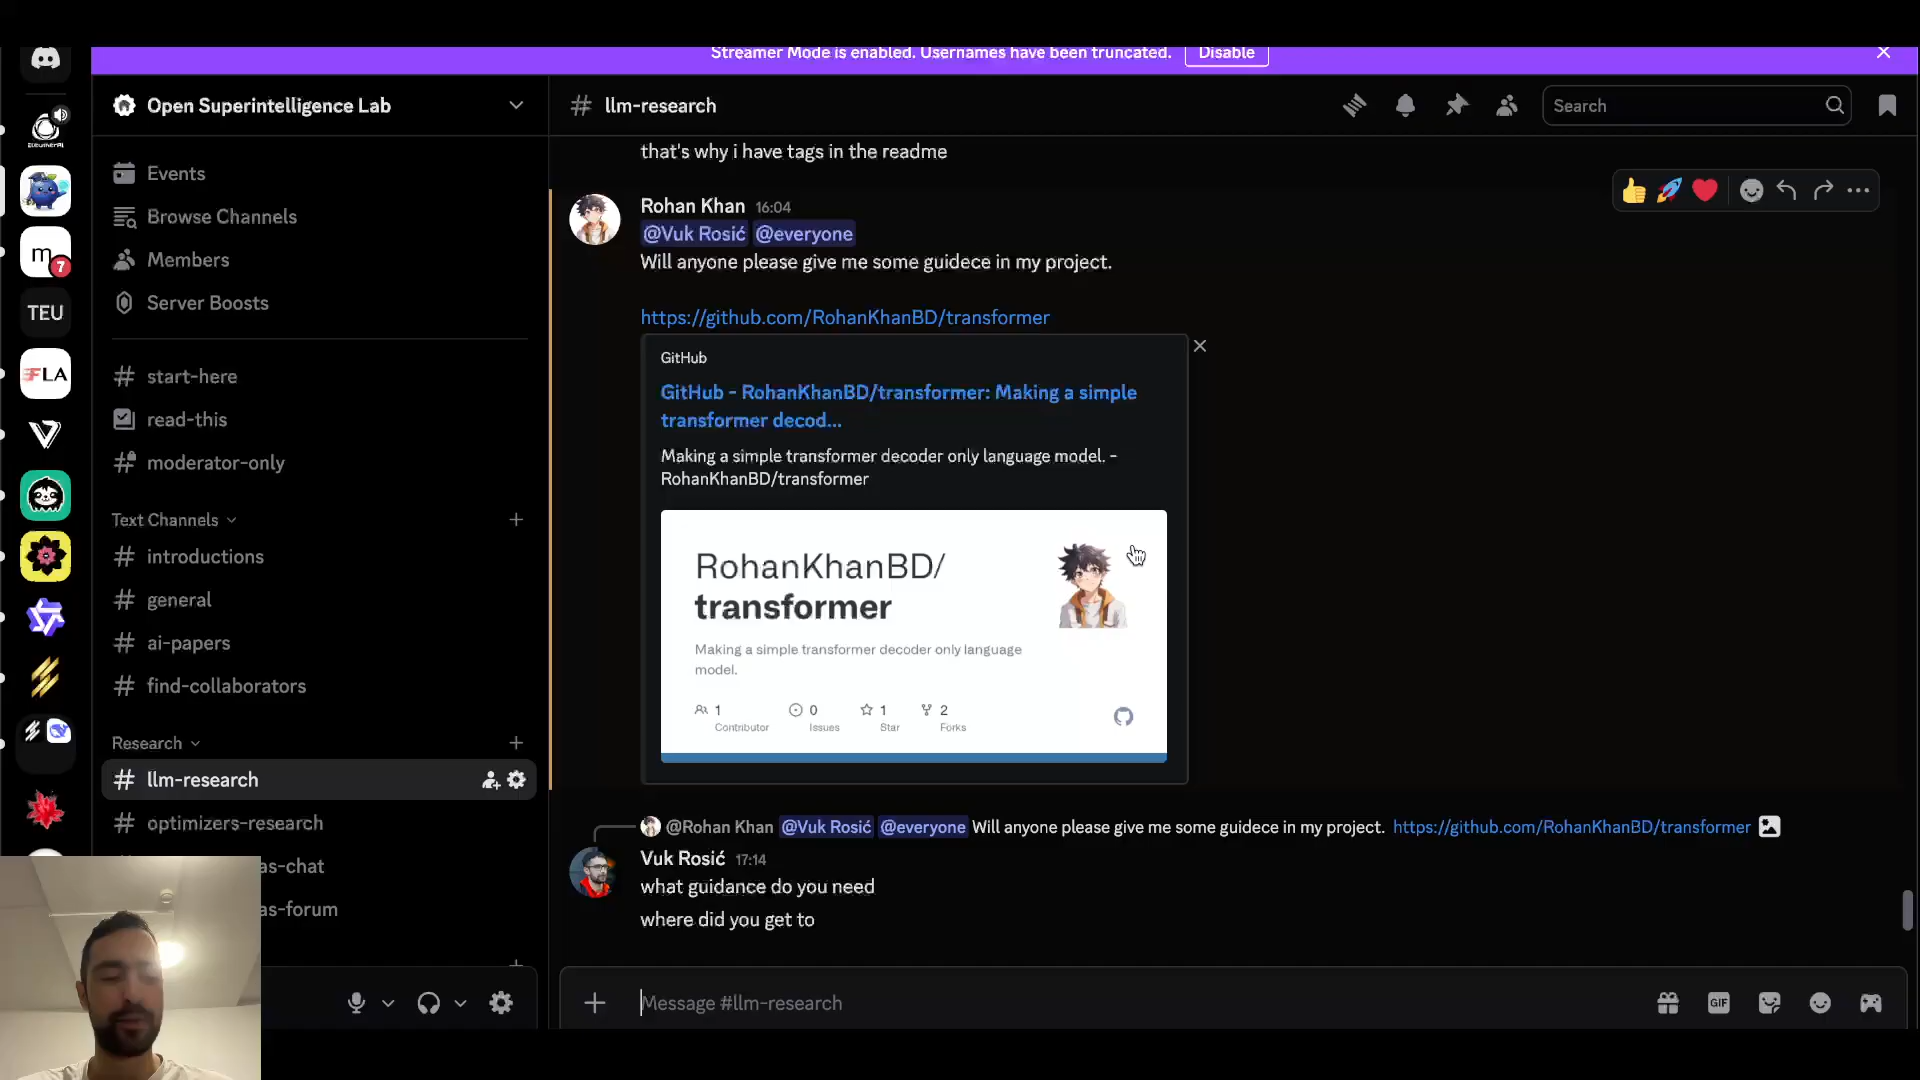 Streamer Mode is enabled. Usernames have been truncated.
Disable
Open Superintelligence Lab
llm-research
Search
Events
Browse Channels
Members
Server Boosts
start-here
read-this
moderator-only
Text Channels
introductions
general
ai-papers
find-collaborators
Research
llm-research
optimizers-research
as-chat
as-forum
m
7
TEU
FLA
that's why i have tags in the readme
Rohan Khan 16:04
@Vuk Rosić @everyone
Will anyone please give me some guidece in my project.
https://github.com/RohanKhanBD/transformer
GitHub
GitHub - RohanKhanBD/transformer: Making a simple
transformer decod...
Making a simple transformer decoder only language model. -
RohanKhanBD/transformer
RohanKhanBD/
transformer
Making a simple transformer decoder only language
model.
1 0 1 2
Contributor Issues Star Forks
@Rohan Khan @Vuk Rosić @everyone Will anyone please give me some guidece in my project. https://github.com/RohanKhanBD/transformer
Vuk Rosić 17:14
what guidance do you need
where did you get to
Message #llm-research
GIF